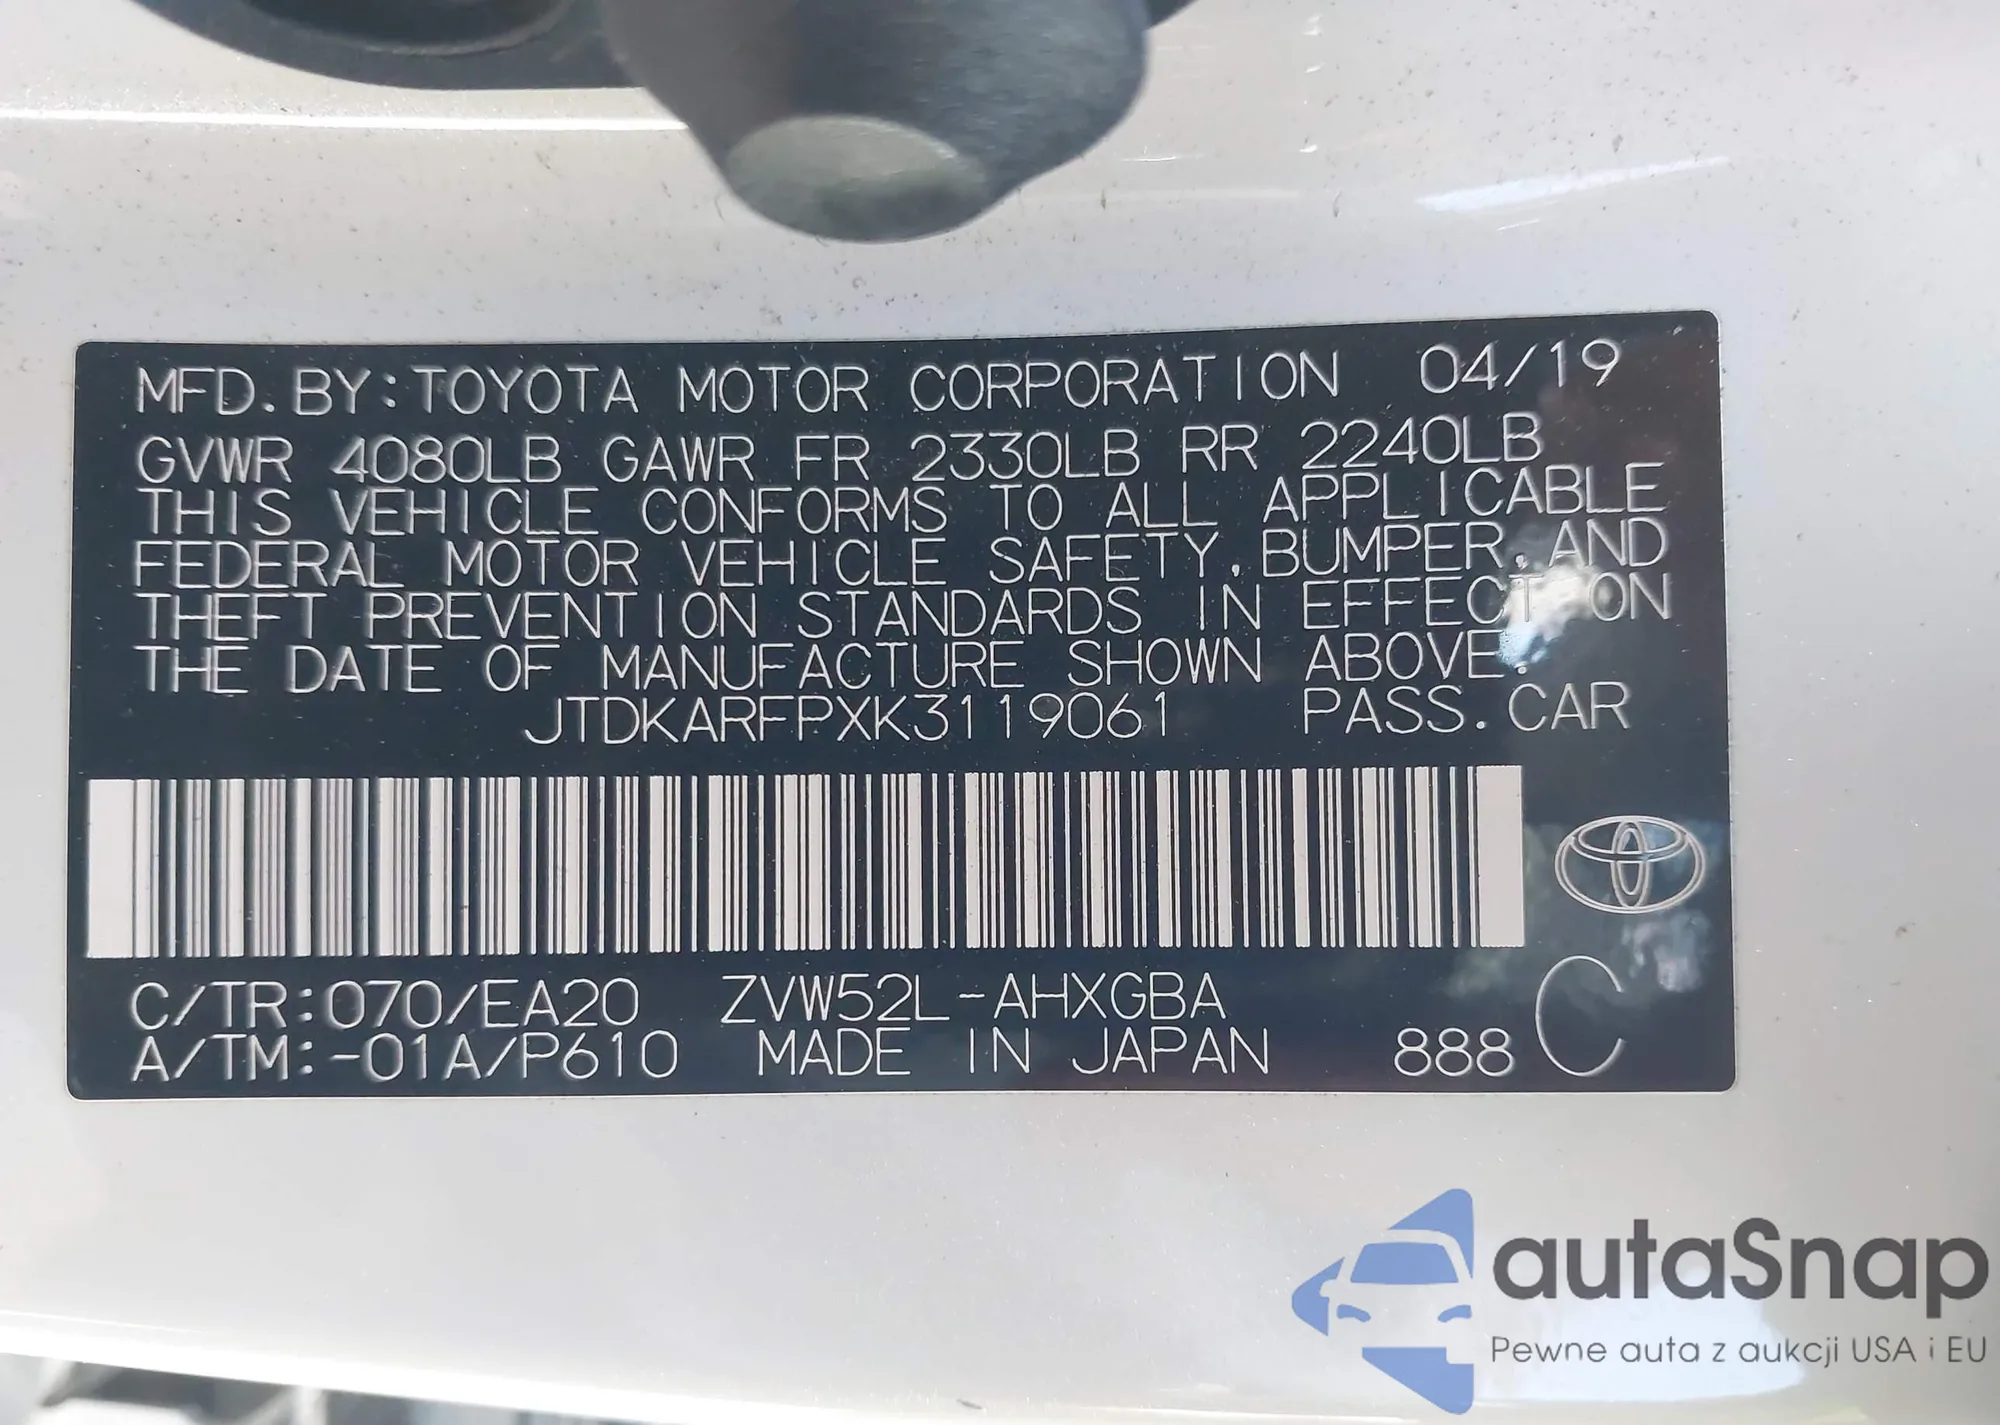 MFD.BY:TOYOTA MOTOR CORPORATION 04/19
GVWR 4080LB GAWR FR 2330LB RR 2240LB
THIS VEHICLE CONFORMS TO ALL APPLICABLE
FEDERAL MOTOR VEHICLE SAFETY,BUMPER,AND
THEFT PREVENTION STANDARDS IN EFFECT ON
THE DATE OF MANUFACTURE SHOWN ABOVE.
JTDKARFPXK3119061 PASS.CAR
C/TR:070/EA20 ZVW52L-AHXGBA
A/TM:-01A/P610 MADE IN JAPAN 888 C
autaSnap
Pewne auta z aukcji USA i EU